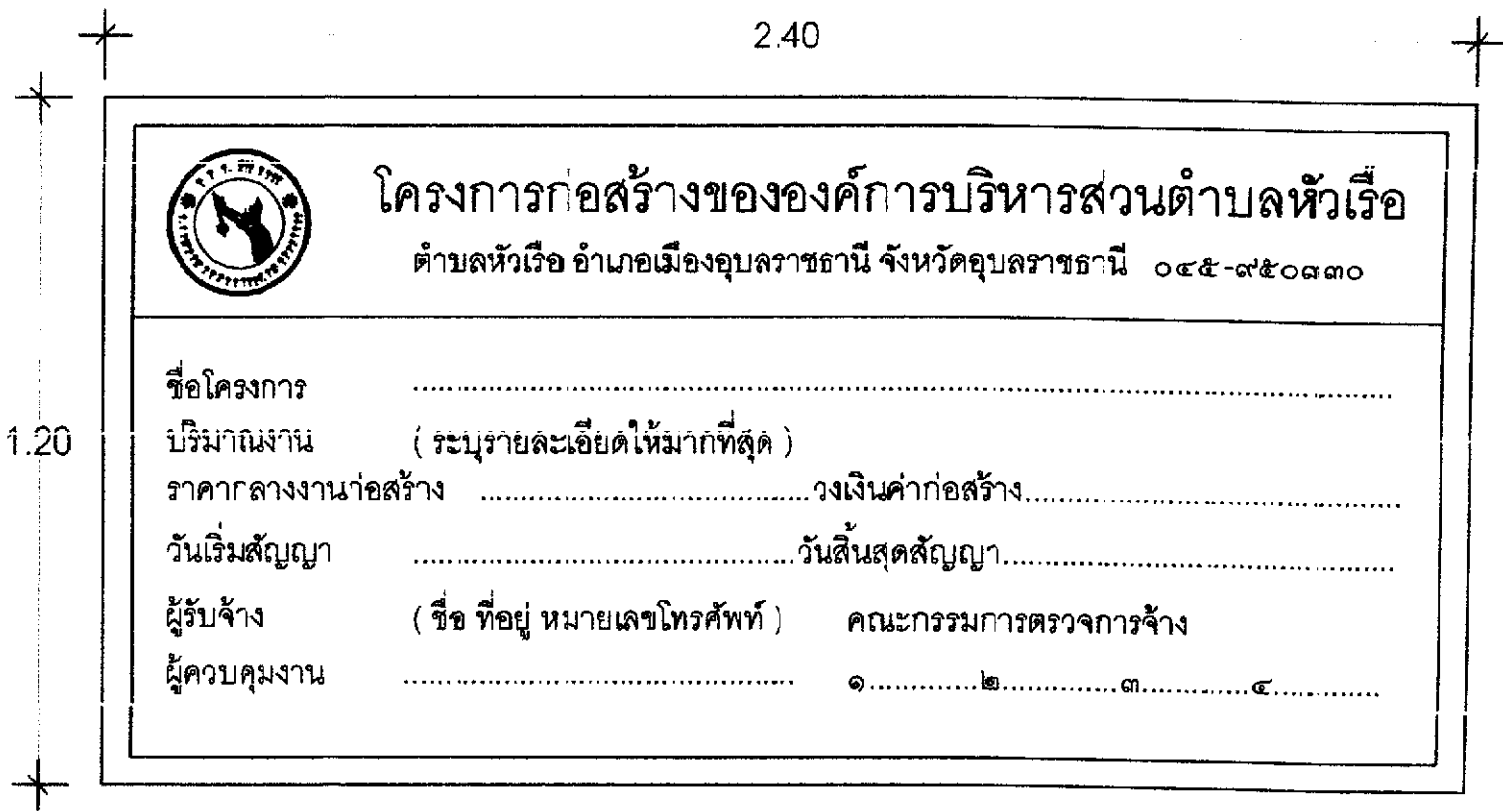 2.40
โครงการก่อสร้างขององค์การบริหารส่วนตำบลหัวเรือ
ตำบลหัวเรือ อำเภอเมืองอุบลราชธานี จังหวัดอุบลราชธานี ๐๔๕-๙๕๐๘๓๐
ชื่อโครงการ ........................................
1.20
ปริมาณงาน ( ระบุรายละเอียดให้มากที่สุด )
ราคากลางงานก่อสร้าง ....................วงเงินค่าก่อสร้าง....................
วันเริ่มสัญญา ....................วันสิ้นสุดสัญญา....................
ผู้รับจ้าง ( ชื่อ ที่อยู่ หมายเลขโทรศัพท์ ) คณะกรรมการตรวจการจ้าง
ผู้ควบคุมงาน .................... ๑.............๒.............๓.............๔.............